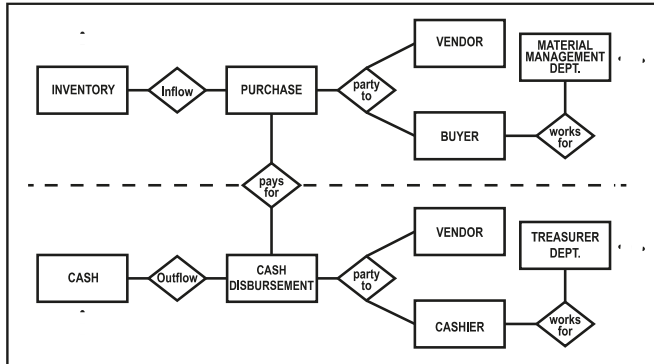 VENDOR
MATERIAL
MANAGEMENT
DEPT.
INVENTORY
Inflow
PURCHASE
party
to
BUYER
works
for
pays
for
VENDOR
TREASURER
DEPT.
CASH
Outflow
CASH
DISBURSEMENT
party
to
CASHIER
works
for